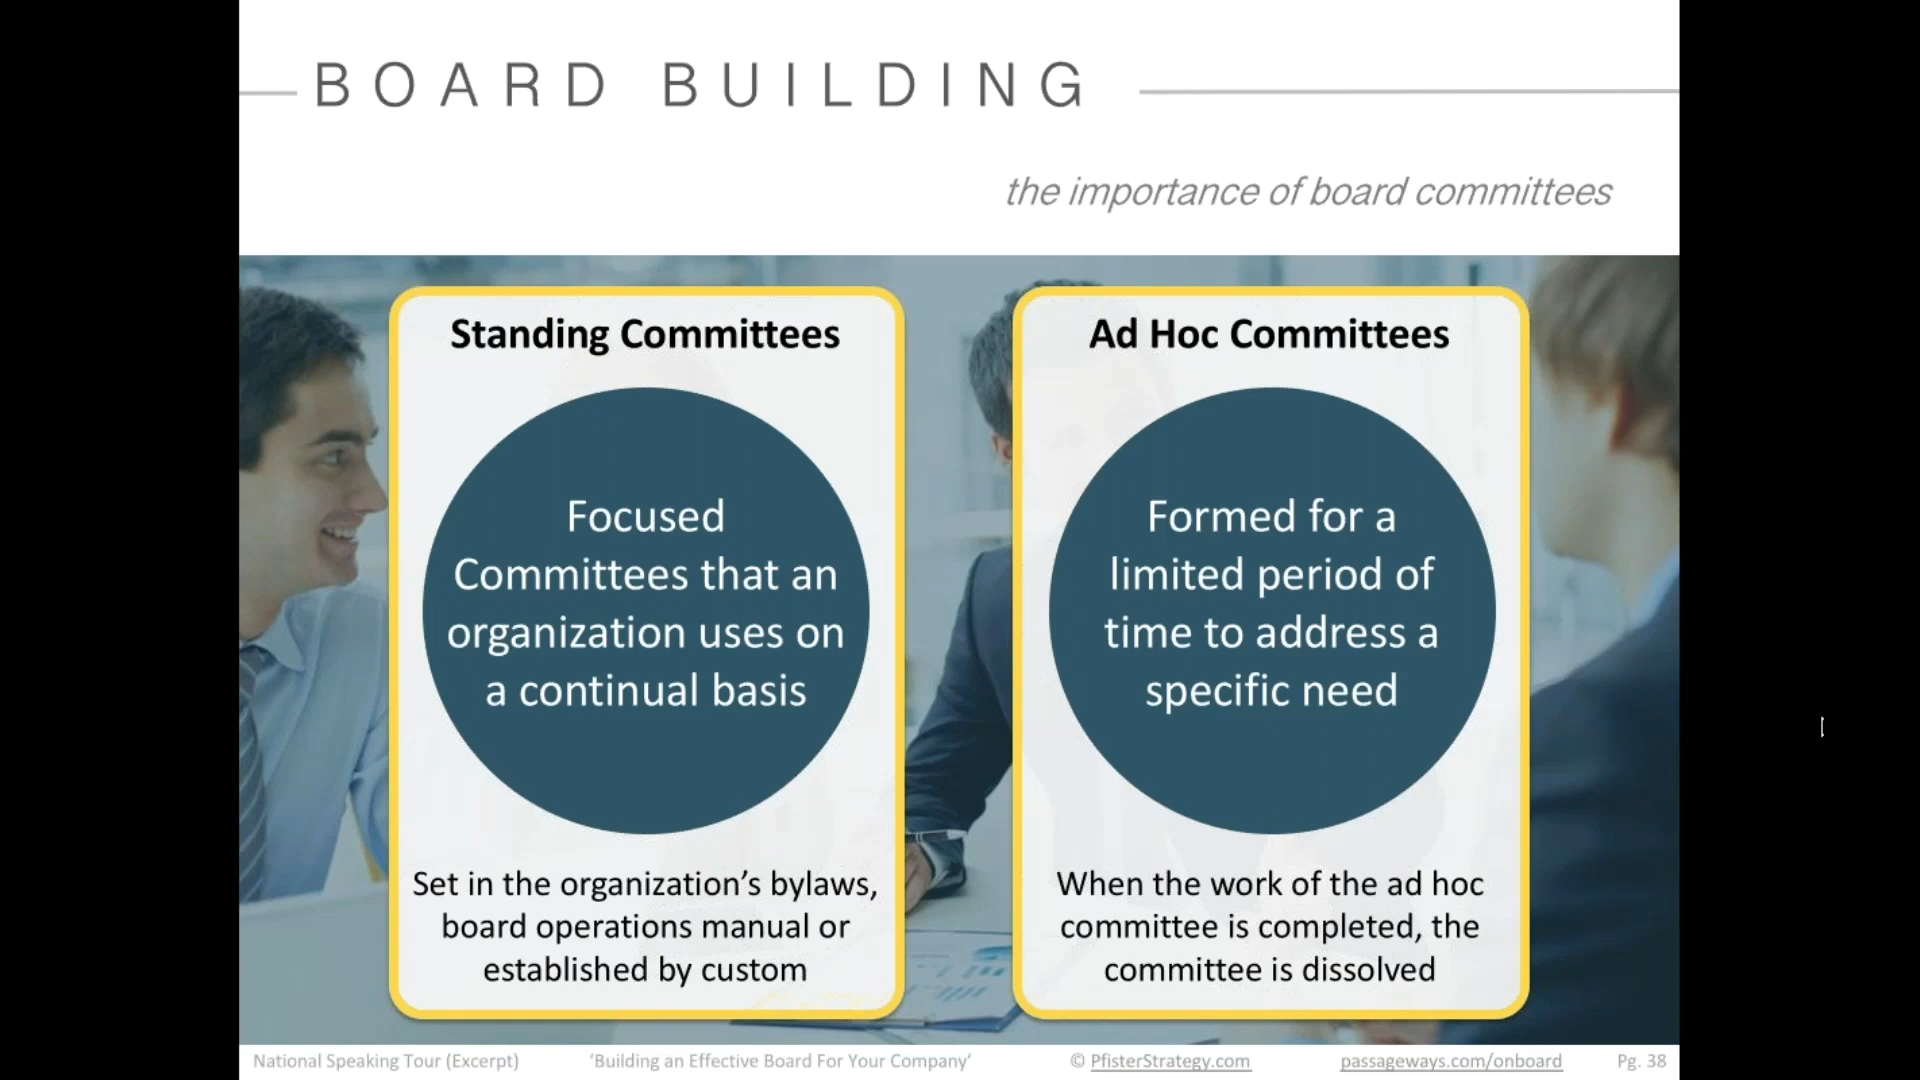 BOARD BUILDING
the importance of board committees
Standing Committees
Focused
Committees that an
organization uses on
a continual basis
Set in the organization’s bylaws,
board operations manual or
established by custom
Ad Hoc Committees
Formed for a
limited period of
time to address a
specific need
When the work of the ad hoc
committee is completed, the
committee is dissolved
National Speaking Tour (Excerpt) ‘Building an Effective Board For Your Company’ © PfisterStrategy.com passageways.com/onboard Pg. 38